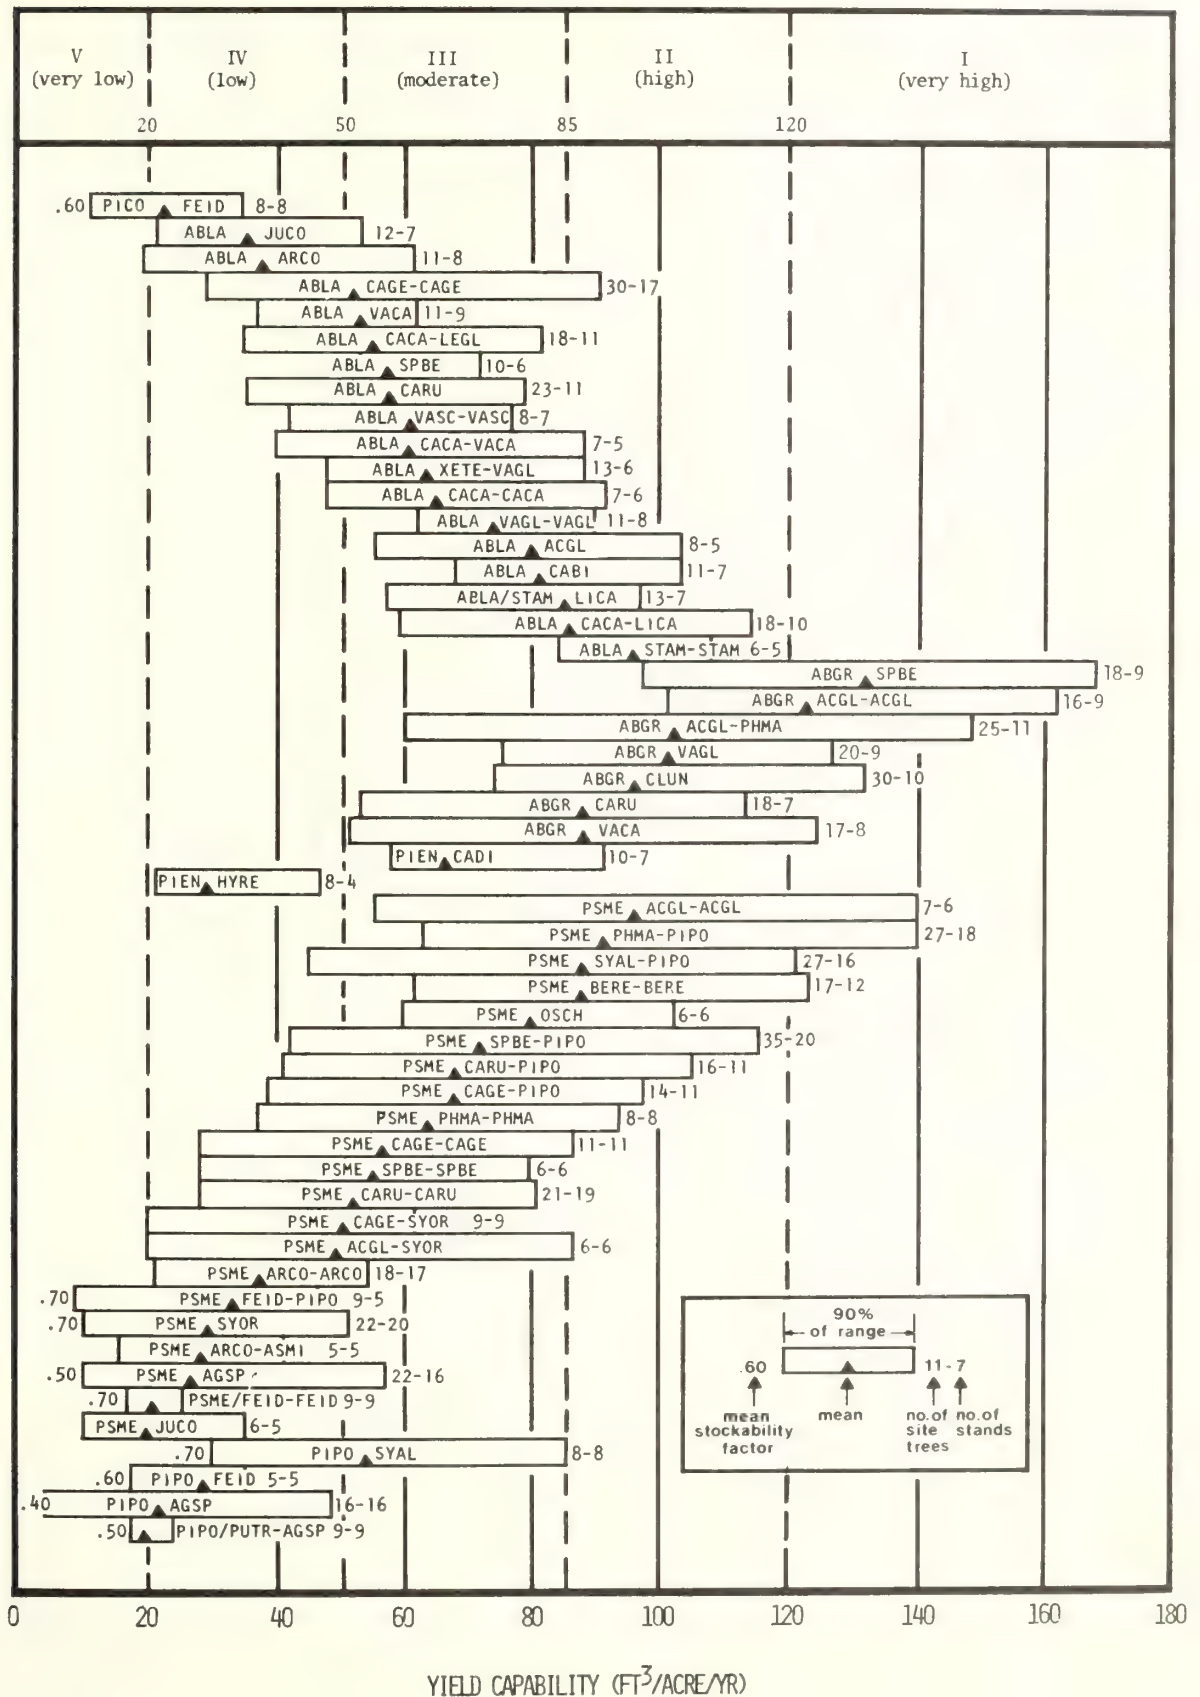 V IV III II I
(very low) (low) (moderate) (high) (very high)
20 50 85 120
.60 PICO FEID 8-8
ABLA JUCO 12-7
ABLA ARCO 11-8
ABLA CAGE-CAGE 30-17
ABLA VACA 11-9
ABLA CACA-LEGL 18-11
ABLA SPBE 10-6
ABLA CARU 23-11
ABLA VASC-VASC 8-7
ABLA CACA-VACA 7-5
ABLA XETE-VAGL 13-6
ABLA CACA-CACA 7-6
ABLA VAGL-VAGL 11-8
ABLA ACGL 8-5
ABLA CABI 11-7
ABLA/STAM LICA 13-7
ABLA CACA-LICA 18-10
ABLA STAM-STAM 6-5
ABGR SPBE 18-9
ABGR ACGL-ACGL 16-9
ABGR ACGL-PHMA 25-11
ABGR VAGL 20-9
ABGR CLUN 30-10
ABGR CARU 18-7
ABGR VACA 17-8
PIEN CADI 10-7
PIEN HYRE 8-4
PSME ACGL-ACGL 7-6
PSME PHMA-PIPO 27-18
PSME SYAL-PIPO 27-16
PSME BERE-BERE 17-12
PSME OSCH 6-6
PSME SPBE-PIPO 35-20
PSME CARU-PIPO 16-11
PSME CAGE-PIPO 14-11
PSME PHMA-PHMA 8-8
PSME CAGE-CAGE 11-11
PSME SPBE-SPBE 6-6
PSME CARU-CARU 21-19
PSME CAGE-SYOR 9-9
PSME ACGL-SYOR 6-6
PSME ARCO-ARCO 18-17
.70 PSME FEID-PIPO 9-5
.70 PSME SYOR 22-20
PSME ARCO-ASMI 5-5
.50 PSME AGSP 22-16
.70 PSME/FEID-FEID 9-9
PSME JUCO 6-5
.70 PIPO SYAL 8-8
.60 PIPO FEID 5-5
.40 PIPO AGSP 16-16
.50 PIPO/PUTR-AGSP 9-9
90%
of range
.60 11-7
mean stockability factor
mean
no. of site trees
no. of stands
0 20 40 60 80 100 120 140 160 180
YIELD CAPABILITY (FT³/ACRE/YR)